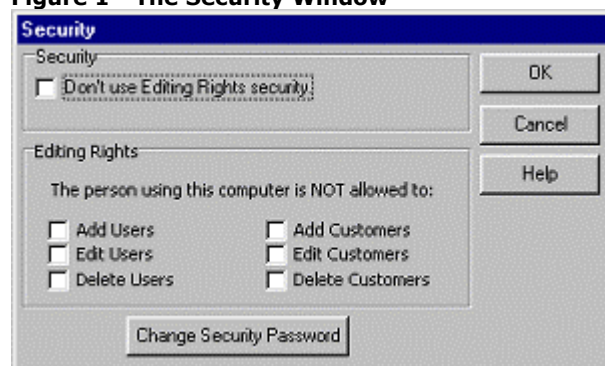 Figure 1 - The Security Window
Security
Security
Don't use Editing Rights security.
OK
Cancel
Help
Editing Rights
The person using this computer is NOT allowed to:
Add Users
Add Customers
Edit Users
Edit Customers
Delete Users
Delete Customers
Change Security Password